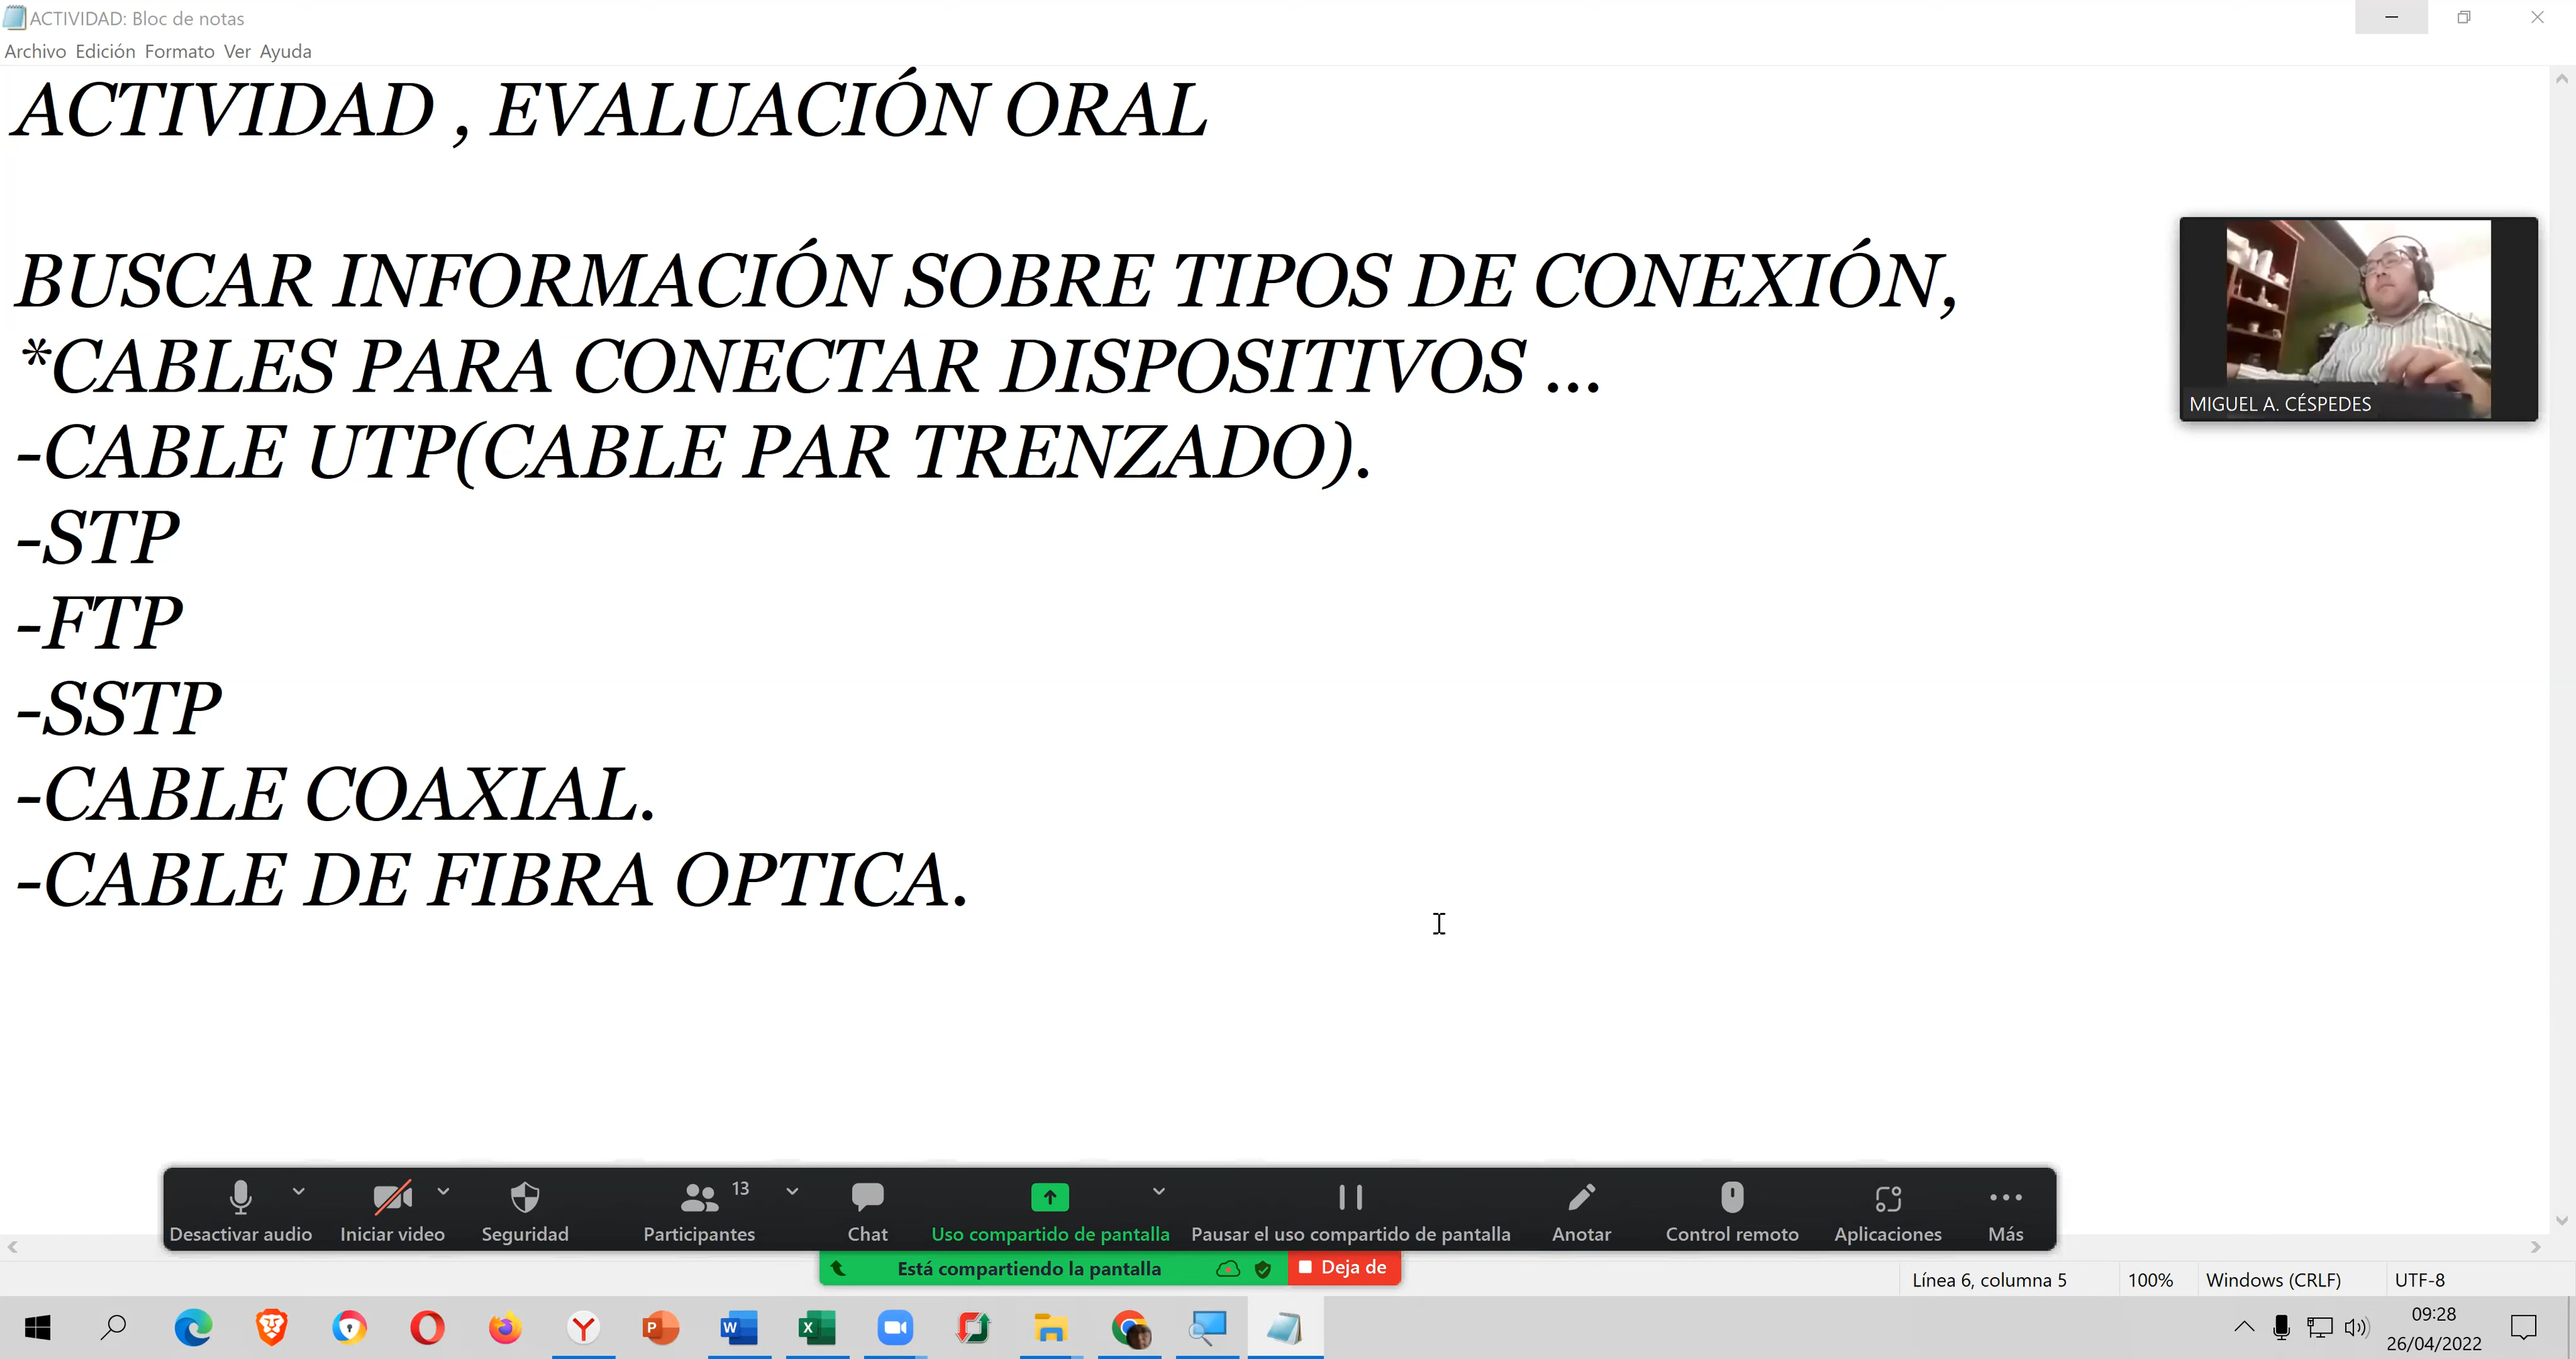 ACTIVIDAD: Bloc de notas
Archivo Edición Formato Ver Ayuda
ACTIVIDAD , EVALUACIÓN ORAL
BUSCAR INFORMACIÓN SOBRE TIPOS DE CONEXIÓN,
*CABLES PARA CONECTAR DISPOSITIVOS ...
-CABLE UTP(CABLE PAR TRENZADO).
-STP
-FTP
-SSTP
-CABLE COAXIAL.
-CABLE DE FIBRA OPTICA.
MIGUEL A. CÉSPEDES
13
Desactivar audio Iniciar video Seguridad Participantes Chat Uso compartido de pantalla Pausar el uso compartido de pantalla Anotar Control remoto Aplicaciones Más
Está compartiendo la pantalla Deja de
Línea 6, columna 5 100% Windows (CRLF) UTF-8
09:28
26/04/2022